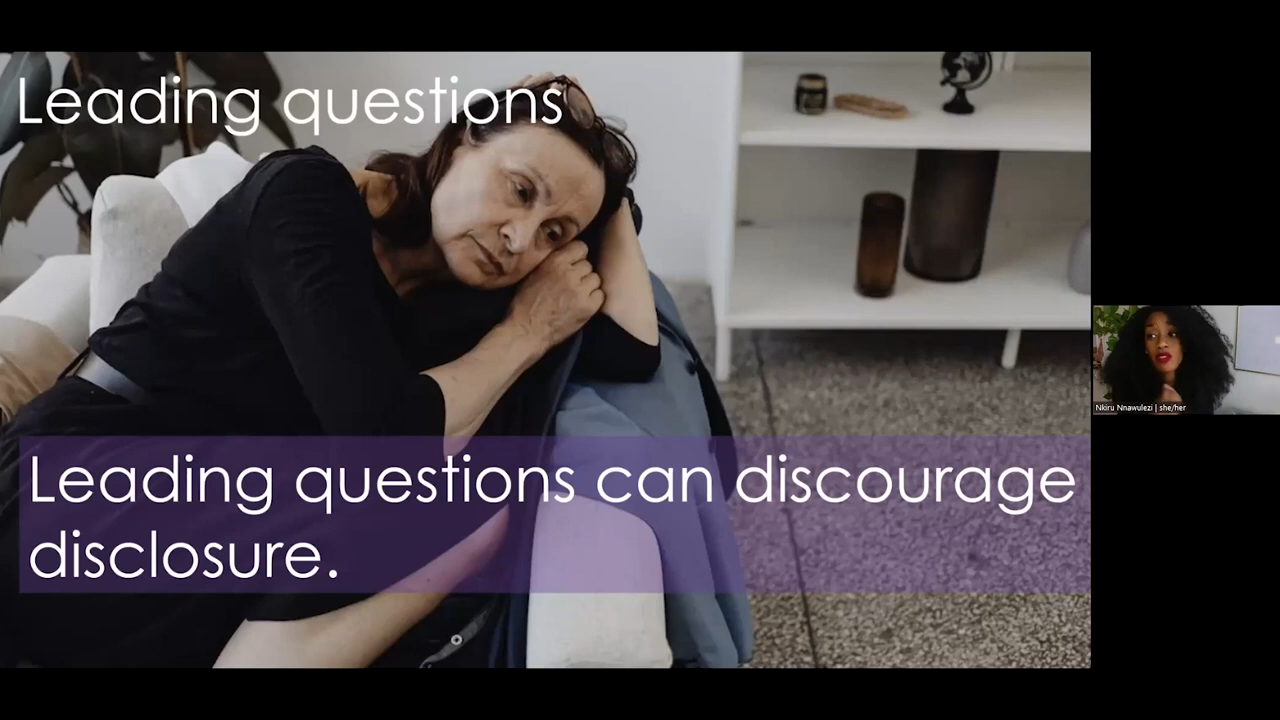 Leading questions
Leading questions can discourage
disclosure.
Nkiru Nnawulezi | she/her